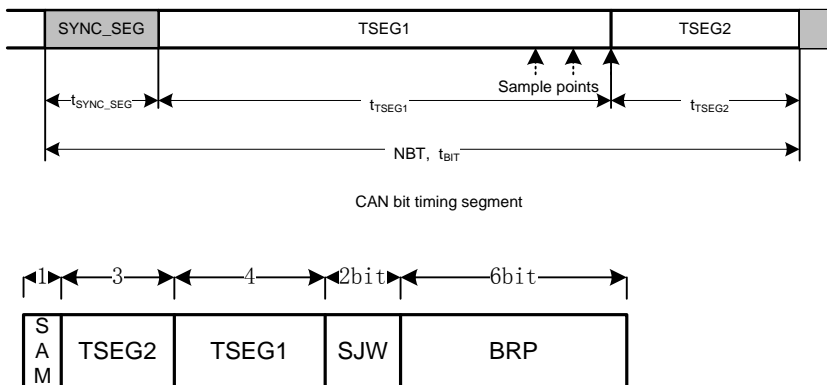 SYNC_SEG TSEG1 TSEG2
Sample points
tSYNC_SEG tTSEG1 tTSEG2
NBT, tBIT
CAN bit timing segment
1 3 4 2bit 6bit
SAM TSEG2 TSEG1 SJW BRP